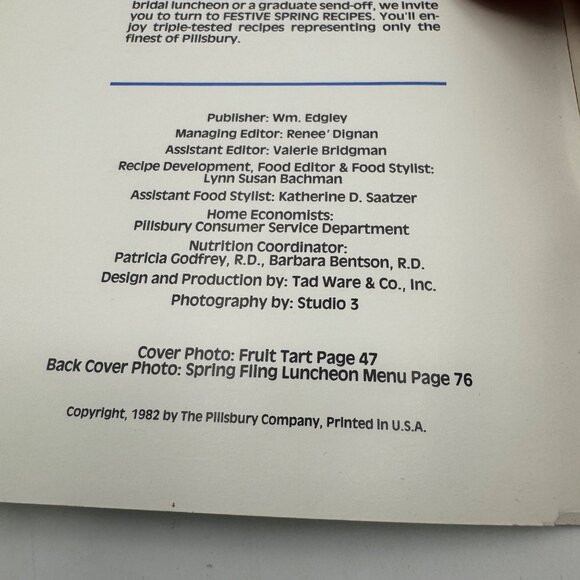 bridal luncheon or a graduate send-off, we invite
you to turn to FESTIVE SPRING RECIPES. You'll en-
joy triple-tested recipes representing only the
finest of Pillsbury.
Publisher: Wm. Edgley
Managing Editor: Renee' Dignan
Assistant Editor: Valerie Bridgman
Recipe Development, Food Editor & Food Stylist:
Lynn Susan Bachman
Assistant Food Stylist: Katherine D. Saatzer
Home Economists:
Pillsbury Consumer Service Department
Nutrition Coordinator:
Patricia Godfrey, R.D., Barbara Bentson, R.D.
Design and Production by: Tad Ware & Co., Inc.
Photography by: Studio 3
Cover Photo: Fruit Tart Page 47
Back Cover Photo: Spring Fling Luncheon Menu Page 76
Copyright, 1982 by The Pillsbury Company, Printed in U.S.A.